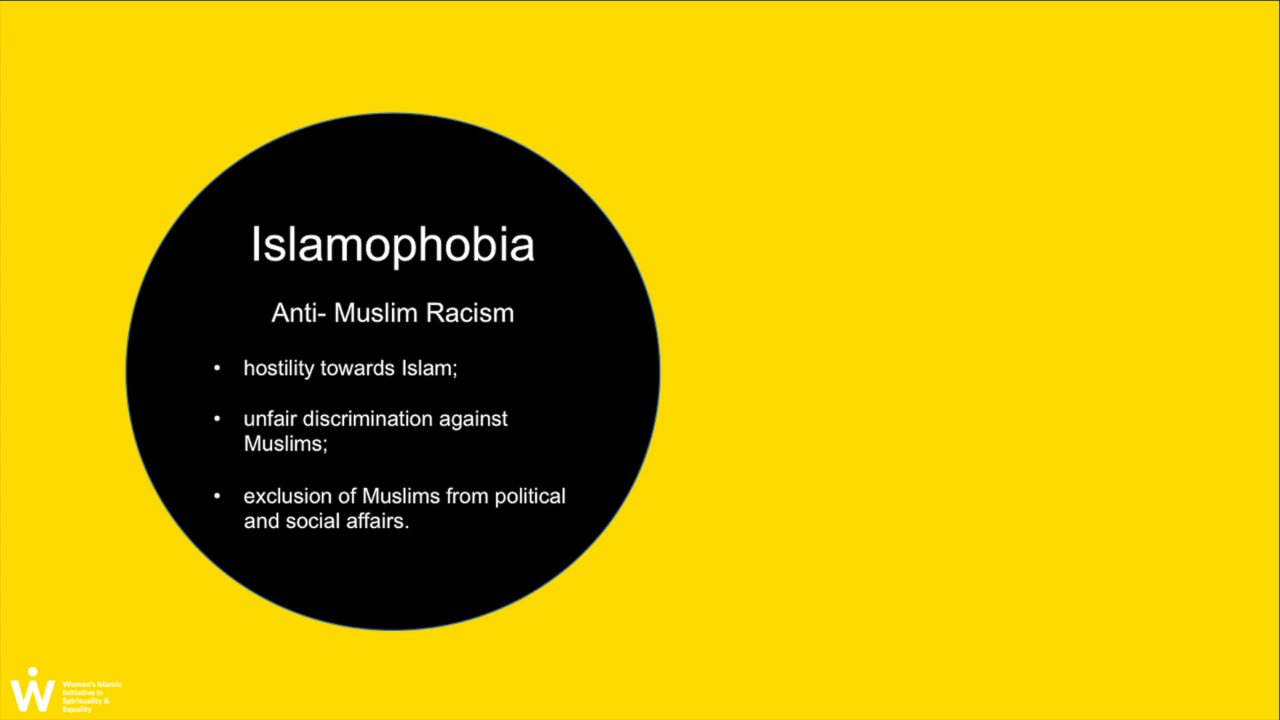 Islamophobia
Anti- Muslim Racism
• hostility towards Islam;
• unfair discrimination against
Muslims;
• exclusion of Muslims from political
and social affairs.
W
Women's Islamic
Initiative in
Spirituality &
Equality